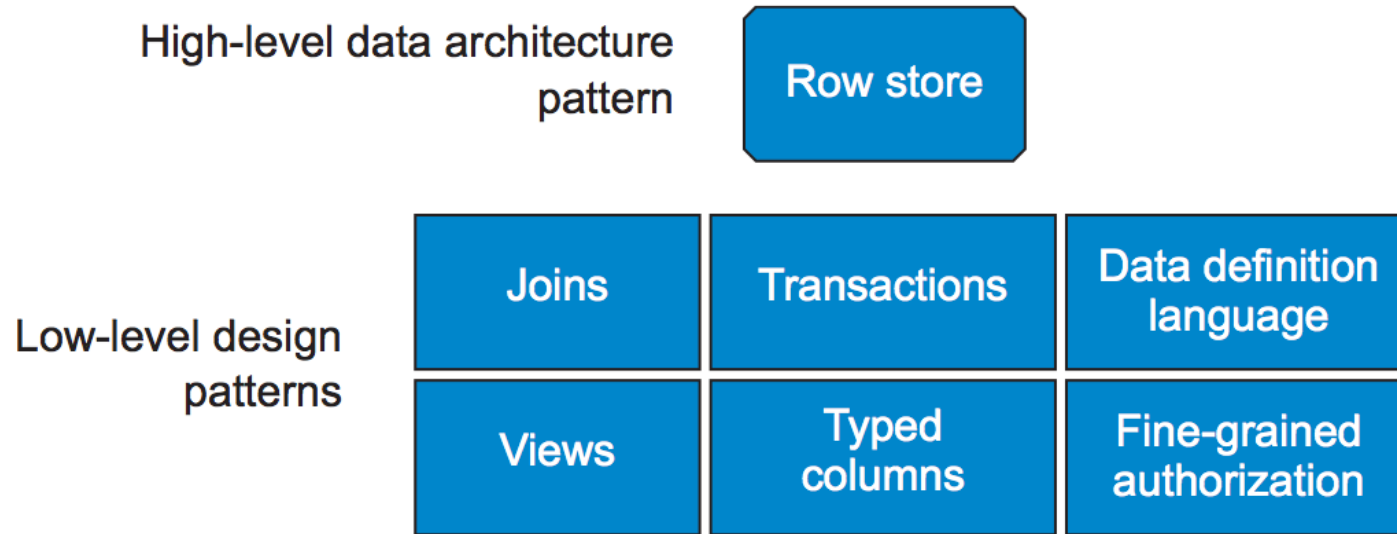 High-level data architecture
pattern
Row store
Low-level design
patterns
Joins
Transactions
Data definition
language
Views
Typed
columns
Fine-grained
authorization